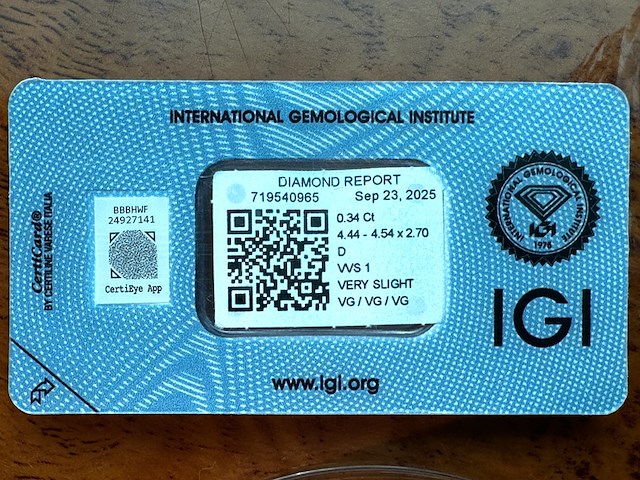 INTERNATIONAL GEMOLOGICAL INSTITUTE
DIAMOND REPORT
719540965 Sep 23, 2025
0.34 Ct
4.44 - 4.54 x 2.70
D
VVS 1
VERY SLIGHT
VG / VG / VG
BBBHWF
24927141
CertiEye App
CertiCard®
BY CERTILINE VARESE ITALIA
INTERNATIONAL GEMOLOGICAL INSTITUTE
IGI
1975
IGI
www.igi.org